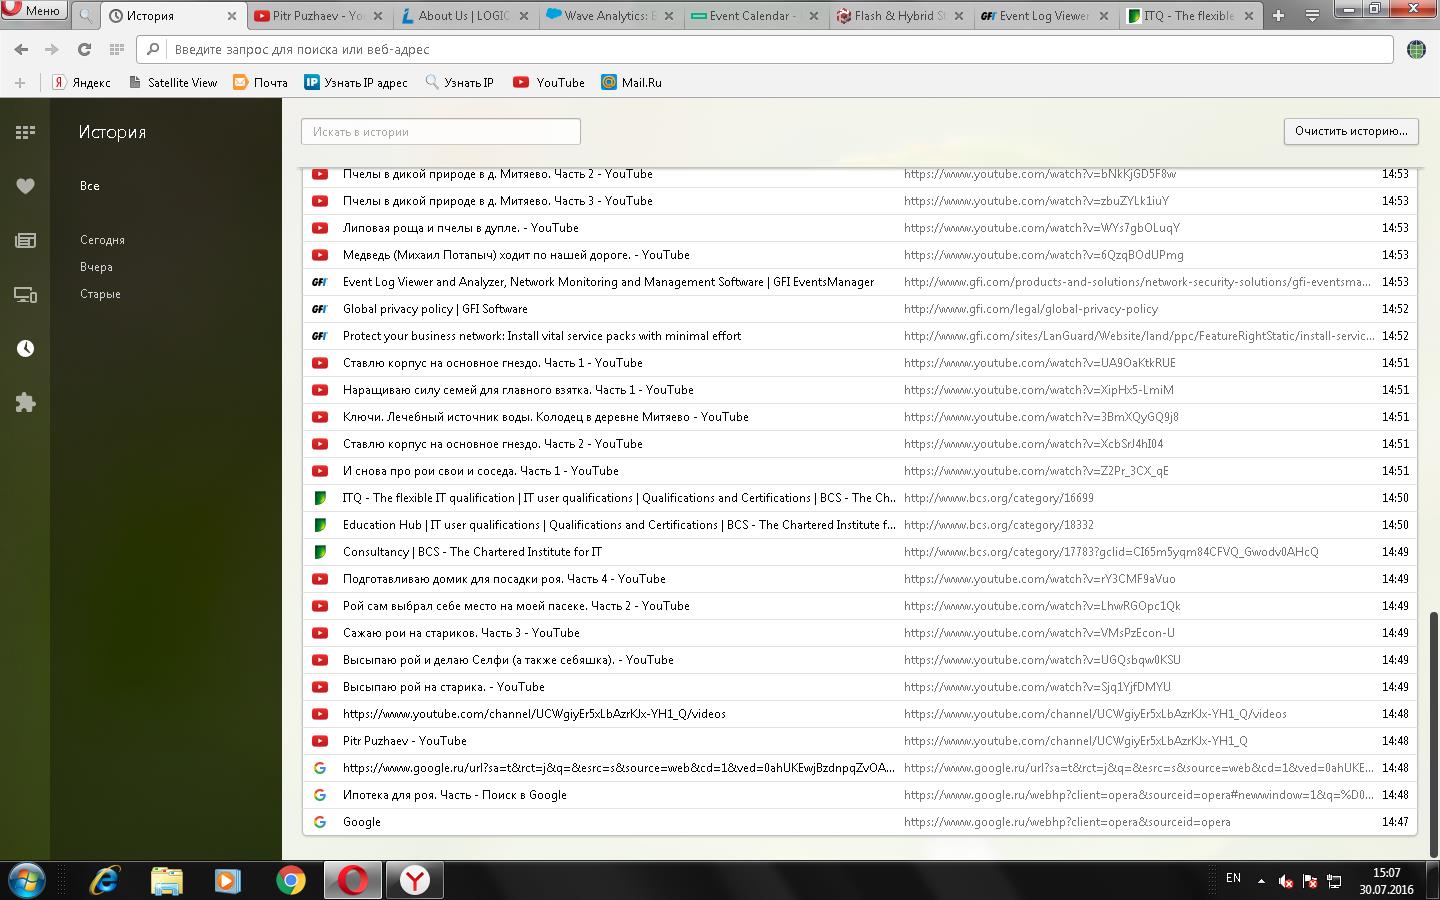 Меню
История
Pitr Puzhaev - Yo
About Us | LOGIC
Wave Analytics: E
Event Calendar -
Flash & Hybrid S
Event Log Viewer
ITQ - The flexible
Введите запрос для поиска или веб-адрес
Яндекс
Satellite View
Почта
IP Узнать IP адрес
Узнать IP
YouTube
Mail.Ru
История
Искать в истории
Очистить историю...
Все
Сегодня
Вчера
Старые
Пчелы в дикой природе в д. Митяево. Часть 2 - YouTube https://www.youtube.com/watch?v=bNkKjGD5F8w 14:53
Пчелы в дикой природе в д. Митяево. Часть 3 - YouTube https://www.youtube.com/watch?v=zbuZYLk1iuY 14:53
Липовая роща и пчелы в дупле. - YouTube https://www.youtube.com/watch?v=WYs7gbOLuqY 14:53
Медведь (Михаил Потапыч) ходит по нашей дороге. - YouTube https://www.youtube.com/watch?v=6QzqBOdUPmg 14:53
GFI Event Log Viewer and Analyzer, Network Monitoring and Management Software | GFI EventsManager http://www.gfi.com/products-and-solutions/network-security-solutions/gfi-eventsma... 14:53
GFI Global privacy policy | GFI Software http://www.gfi.com/legal/global-privacy-policy 14:52
GFI Protect your business network: Install vital service packs with minimal effort http://www.gfi.com/sites/LanGuard/Website/land/ppc/FeatureRightStatic/install-servic... 14:52
Ставлю корпус на основное гнездо. Часть 1 - YouTube https://www.youtube.com/watch?v=UA9OaKtkRUE 14:51
Наращиваю силу семей для главного взятка. Часть 1 - YouTube https://www.youtube.com/watch?v=XipHx5-LmiM 14:51
Ключи. Лечебный источник воды. Колодец в деревне Митяево - YouTube https://www.youtube.com/watch?v=3BmXQyGQ9j8 14:51
Ставлю корпус на основное гнездо. Часть 2 - YouTube https://www.youtube.com/watch?v=XcbSrJ4hI04 14:51
И снова про рои свои и соседа. Часть 1 - YouTube https://www.youtube.com/watch?v=Z2Pr_3CX_qE 14:51
ITQ - The flexible IT qualification | IT user qualifications | Qualifications and Certifications | BCS - The Ch... http://www.bcs.org/category/16699 14:50
Education Hub | IT user qualifications | Qualifications and Certifications | BCS - The Chartered Institute f... http://www.bcs.org/category/18332 14:50
Consultancy | BCS - The Chartered Institute for IT http://www.bcs.org/category/17783?gclid=CI65m5yqm84CFVQ_Gwodv0AHcQ 14:49
Подготавливаю домик для посадки роя. Часть 4 - YouTube https://www.youtube.com/watch?v=rY3CMF9aVuo 14:49
Рой сам выбрал себе место на моей пасеке. Часть 2 - YouTube https://www.youtube.com/watch?v=LhwRGOpc1Qk 14:49
Сажаю рои на стариков. Часть 3 - YouTube https://www.youtube.com/watch?v=VMsPzEcon-U 14:49
Высыпаю рой и делаю Селфи (а также себяшка). - YouTube https://www.youtube.com/watch?v=UGQsbqw0KSU 14:49
Высыпаю рой на старика. - YouTube https://www.youtube.com/watch?v=Sjq1YjfDMYU 14:49
https://www.youtube.com/channel/UCWgiyEr5xLbAzrKJx-YH1_Q/videos https://www.youtube.com/channel/UCWgiyEr5xLbAzrKJx-YH1_Q/videos 14:48
Pitr Puzhaev - YouTube https://www.youtube.com/channel/UCWgiyEr5xLbAzrKJx-YH1_Q 14:48
https://www.google.ru/url?sa=t&rct=j&q=&esrc=s&source=web&cd=1&ved=0ahUKEwjBzdnpqZvOA... https://www.google.ru/url?sa=t&rct=j&q=&esrc=s&source=web&cd=1&ved=0ahUKE... 14:48
Ипотека для роя. Часть - Поиск в Google https://www.google.ru/webhp?client=opera&sourceid=opera#newwindow=1&q=%D0... 14:48
Google https://www.google.ru/webhp?client=opera&sourceid=opera 14:47
EN
15:07
30.07.2016